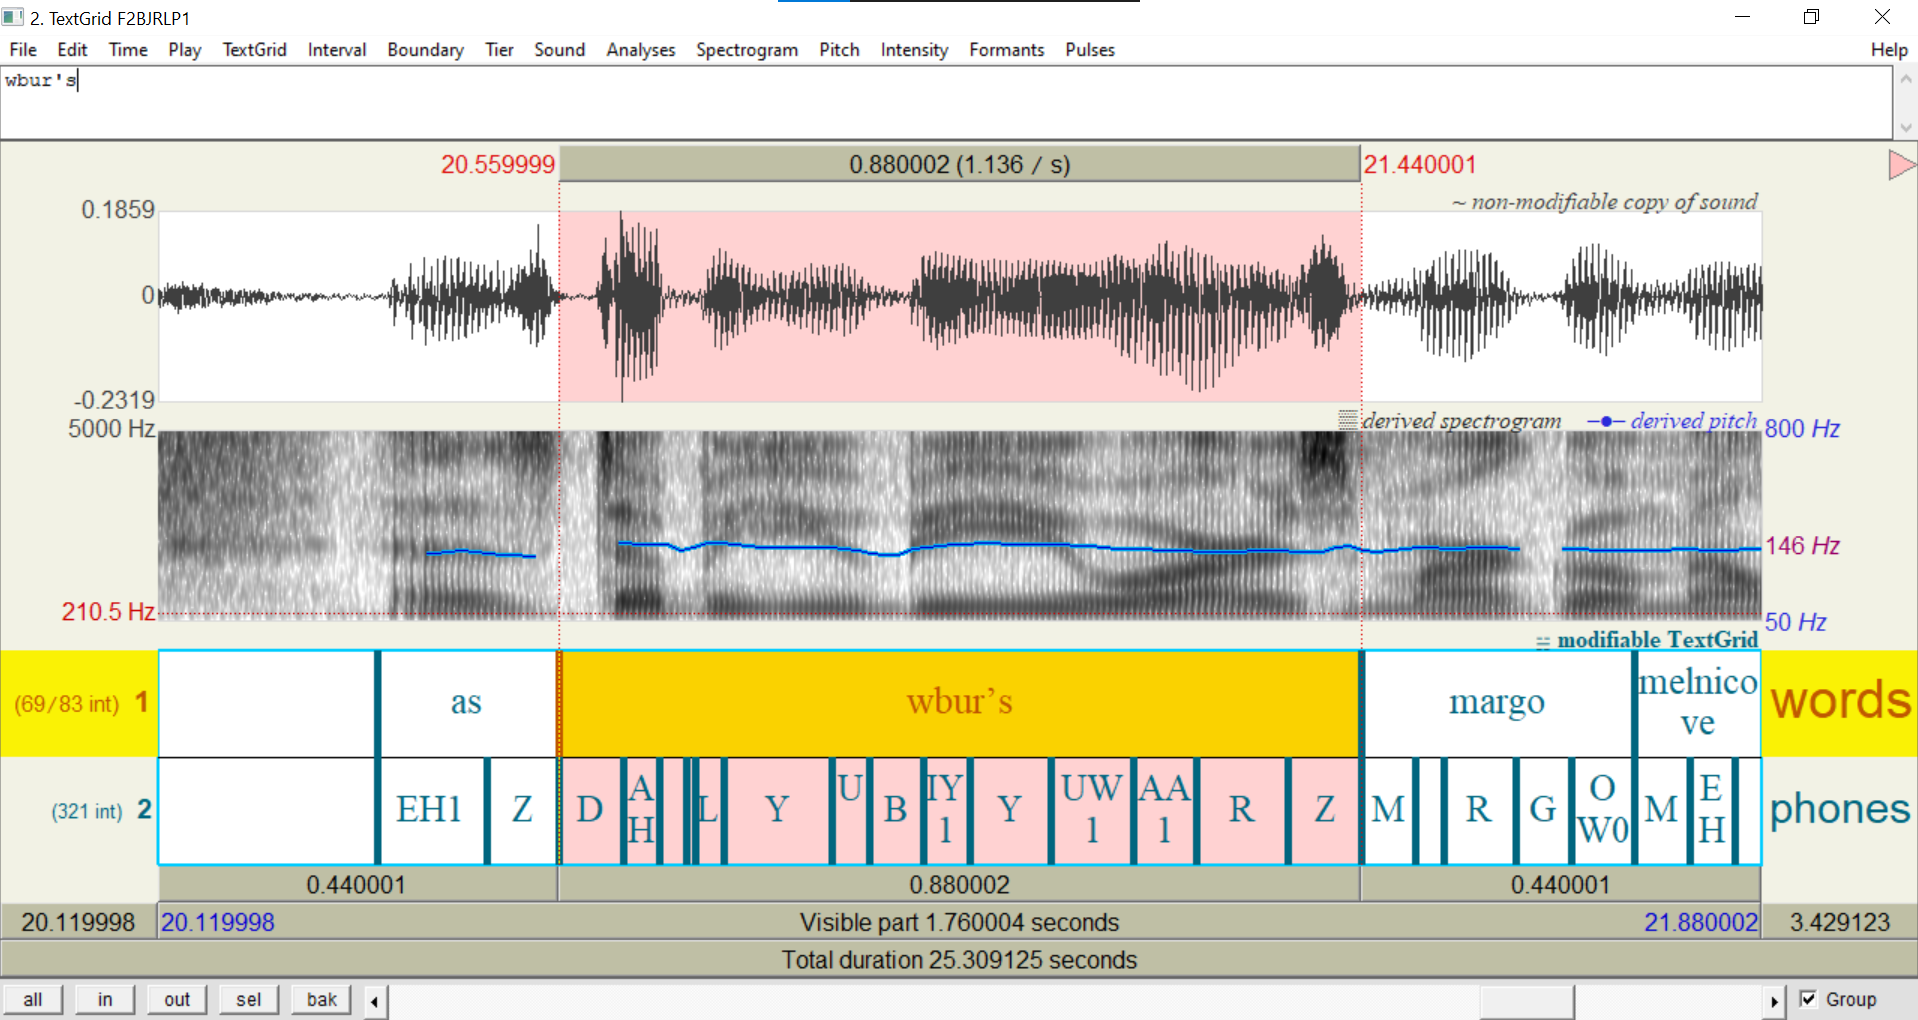 2. TextGrid F2BJRLP1
File Edit Time Play TextGrid Interval Boundary Tier Sound Analyses Spectrogram Pitch Intensity Formants Pulses Help
wbur's
20.559999 0.880002 (1.136 / s) 21.440001
~ non-modifiable copy of sound
0.1859
0
-0.2319
derived spectrogram derived pitch
5000 Hz 800 Hz
146 Hz
210.5 Hz
50 Hz
modifiable TextGrid
(69/83 int) 1 as wbur’s margo melnico
ve words
(321 int) 2 EH1 Z D A
H L Y U B IY
1 Y UW
1 AA
1 R Z M R G O
W0 M E
H phones
0.440001 0.880002 0.440001
20.119998 20.119998 Visible part 1.760004 seconds 21.880002 3.429123
Total duration 25.309125 seconds
all in out sel bak Group